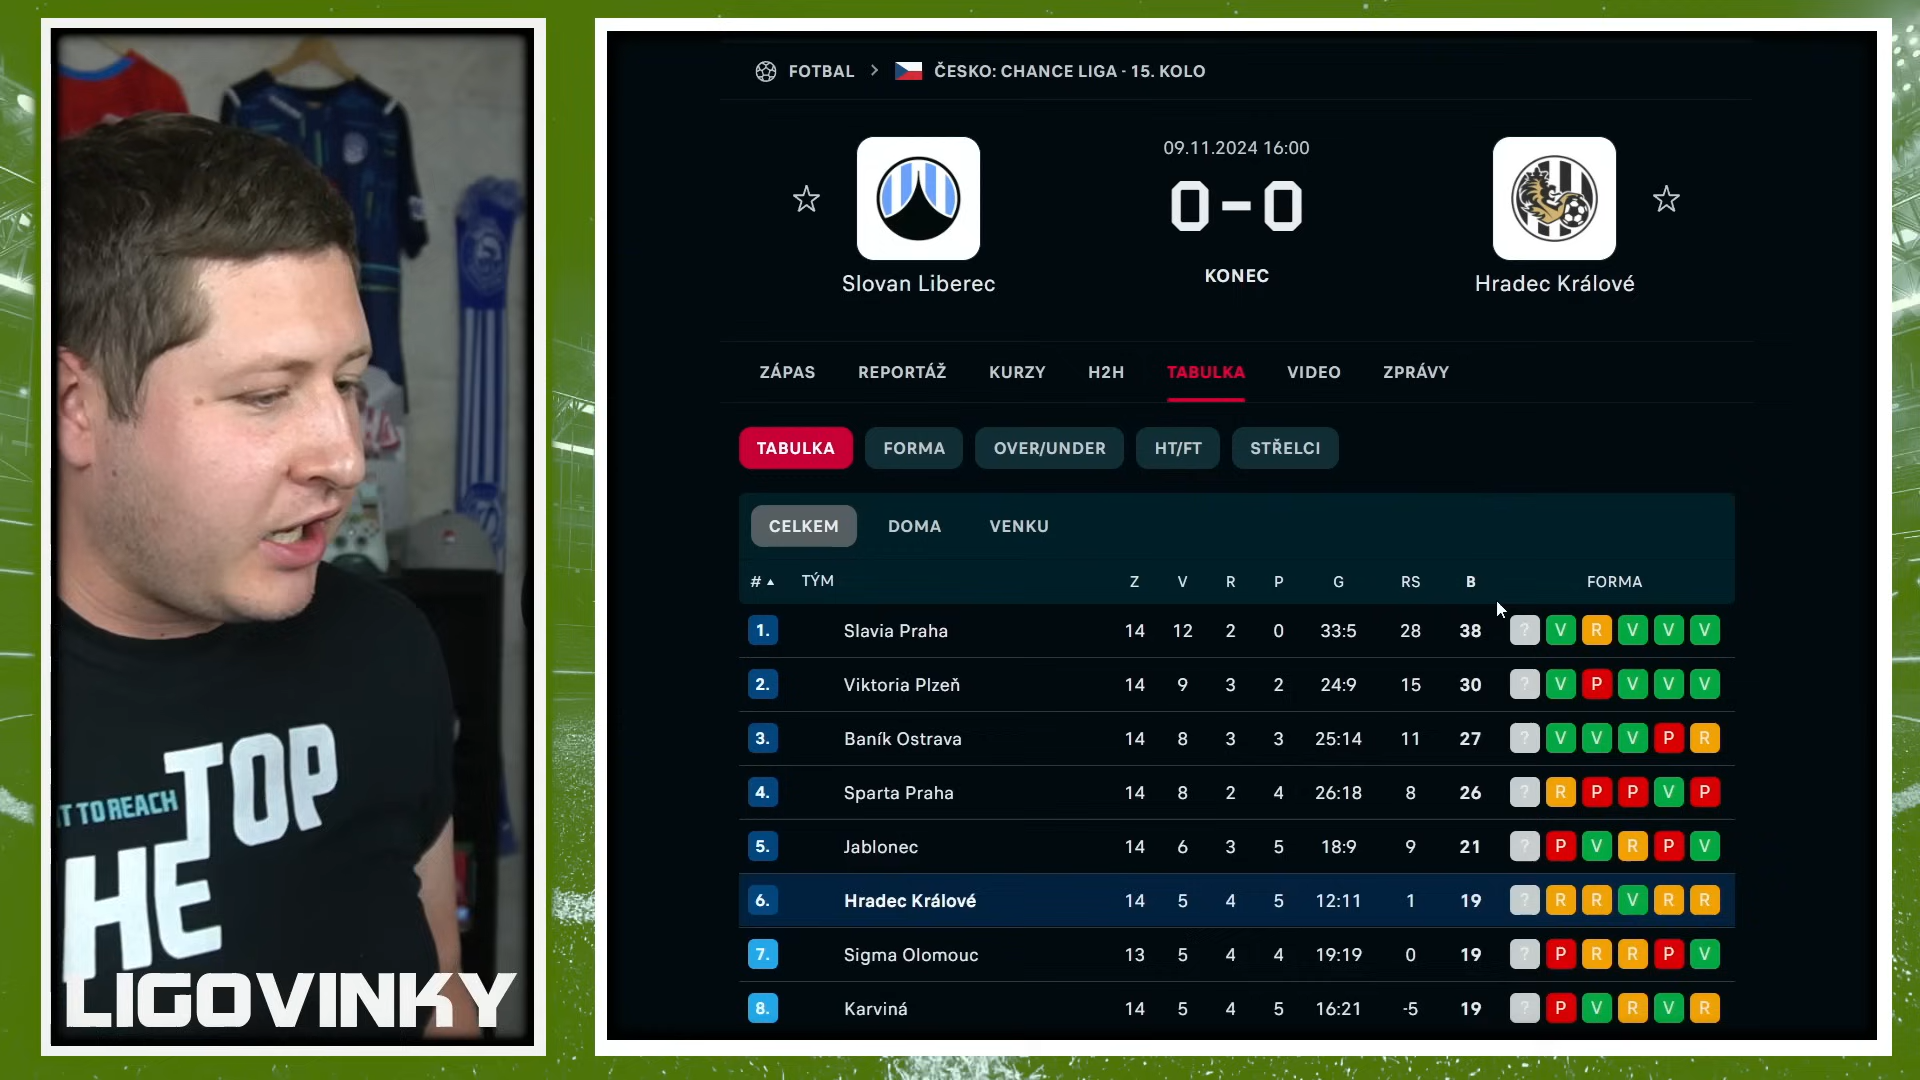 FOTBAL > ČESKO: CHANCE LIGA - 15. KOLO
09.11.2024 16:00
0-0
KONEC
Slovan Liberec
Hradec Králové
ZÁPAS REPORTÁŽ KURZY H2H TABULKA VIDEO ZPRÁVY
TABULKA FORMA OVER/UNDER HT/FT STŘELCI
CELKEM DOMA VENKU
# TÝM Z V R P G RS B FORMA
1. Slavia Praha 14 12 2 0 33:5 28 38 ? V R V V V
2. Viktoria Plzeň 14 9 3 2 24:9 15 30 ? V P V V V
3. Baník Ostrava 14 8 3 3 25:14 11 27 ? V V V P R
4. Sparta Praha 14 8 2 4 26:18 8 26 ? R P P V P
5. Jablonec 14 6 3 5 18:9 9 21 ? P V R P V
6. Hradec Králové 14 5 4 5 12:11 1 19 ? R R V R R
7. Sigma Olomouc 13 5 4 4 19:19 0 19 ? P R R P V
8. Karviná 14 5 4 5 16:21 -5 19 ? P V R V R
T TO REACH TOP
HE
LIGOVINKY